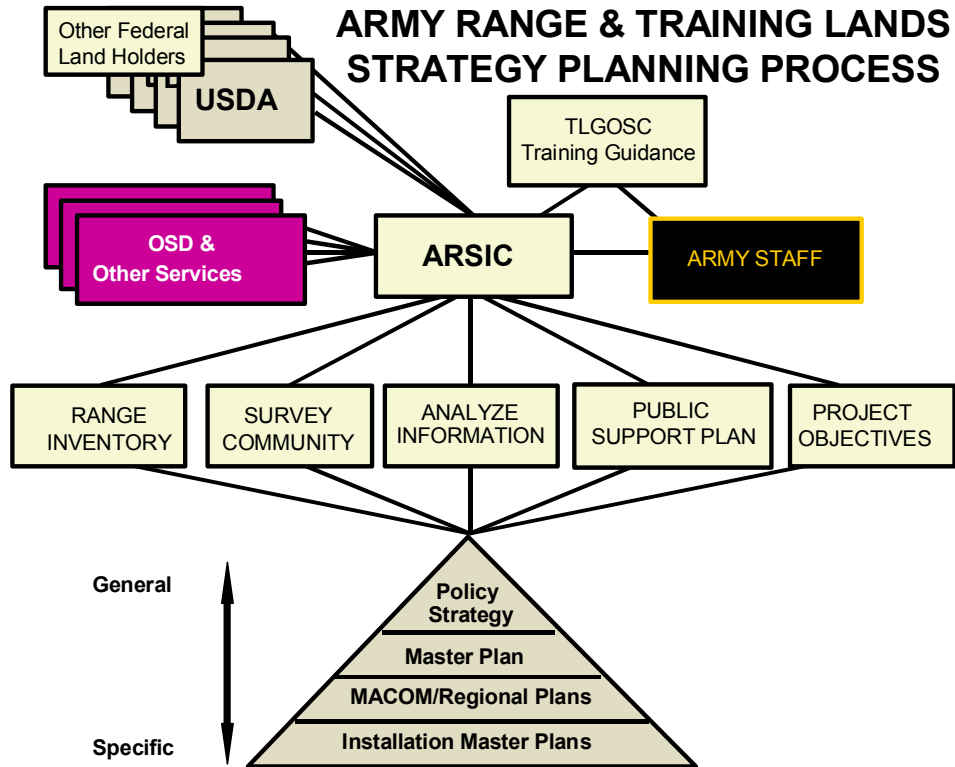 ARMY RANGE & TRAINING LANDS
STRATEGY PLANNING PROCESS
Other Federal
Land Holders
USDA
TLGOSC
Training Guidance
OSD &
Other Services
ARSIC
ARMY STAFF
RANGE
INVENTORY
SURVEY
COMMUNITY
ANALYZE
INFORMATION
PUBLIC
SUPPORT PLAN
PROJECT
OBJECTIVES
General
Policy
Strategy
Master Plan
MACOM/Regional Plans
Specific
Installation Master Plans